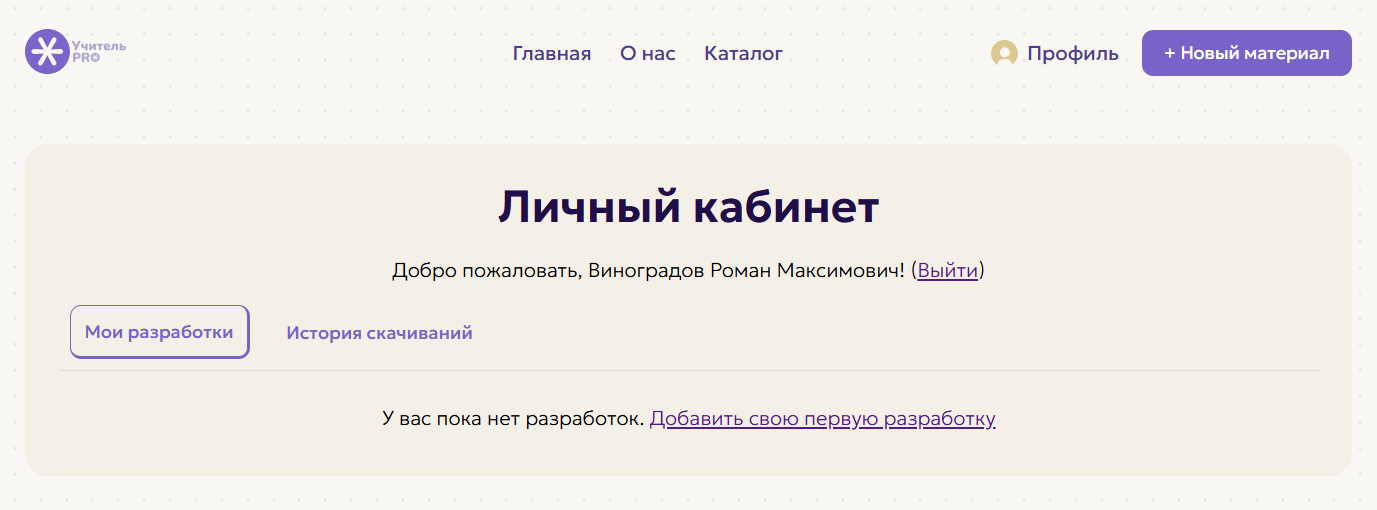 Учитель
PRO
Главная О нас Каталог Профиль + Новый материал
Личный кабинет
Добро пожаловать, Виноградов Роман Максимович! (Выйти)
Мои разработки История скачиваний
У вас пока нет разработок. Добавить свою первую разработку